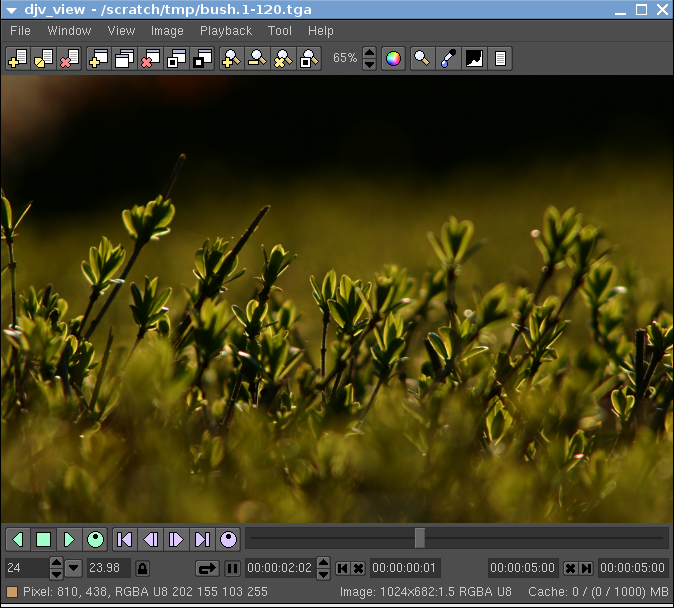 djv_view - /scratch/tmp/bush.1-120.tga
File Window View Image Playback Tool Help
65%
24 23.98 00:00:02:02 00:00:00:01 00:00:05:00 00:00:05:00
Pixel: 810, 438, RGBA U8 202 155 103 255 Image: 1024x682:1.5 RGBA U8 Cache: 0 / (0 / 1000) MB